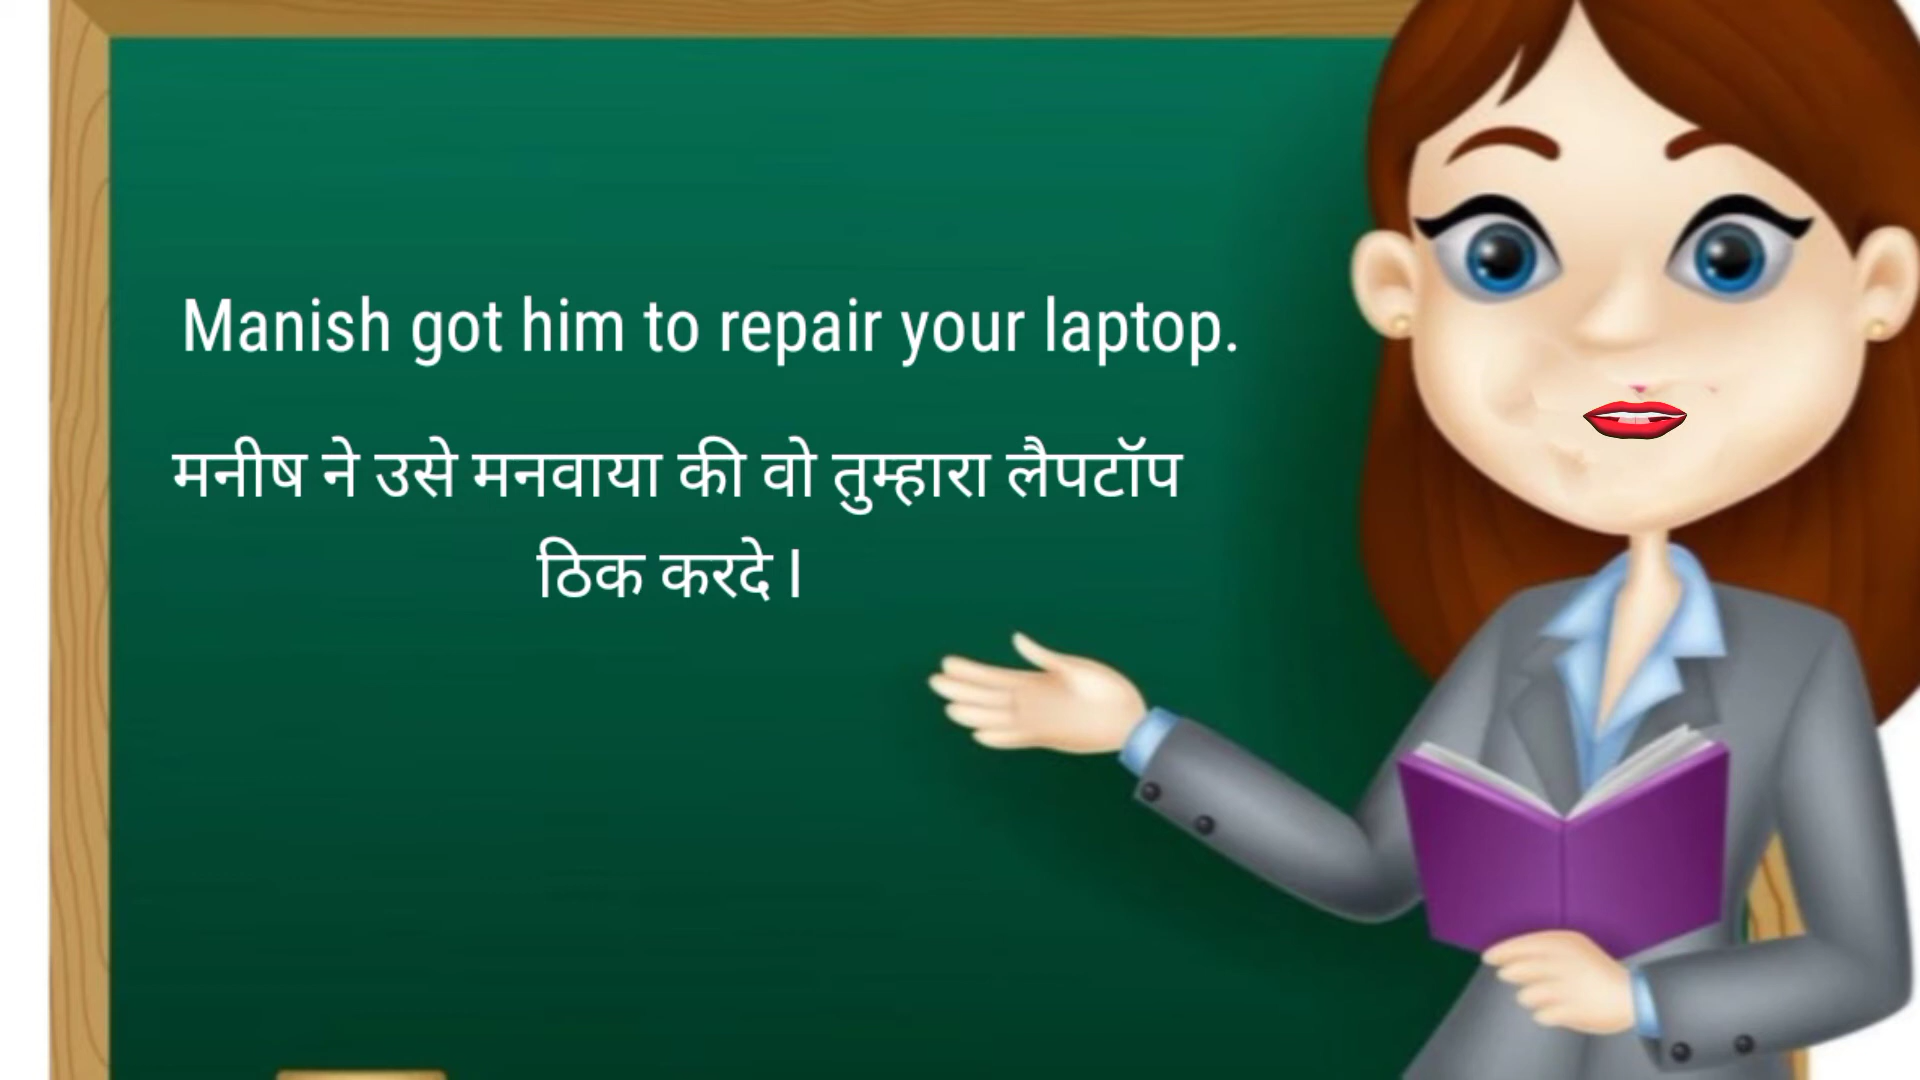 Manish got him to repair your laptop.
मनीष ने उसे मनवाया की वो तुम्हारा लैपटॉप
ठिक करदे l